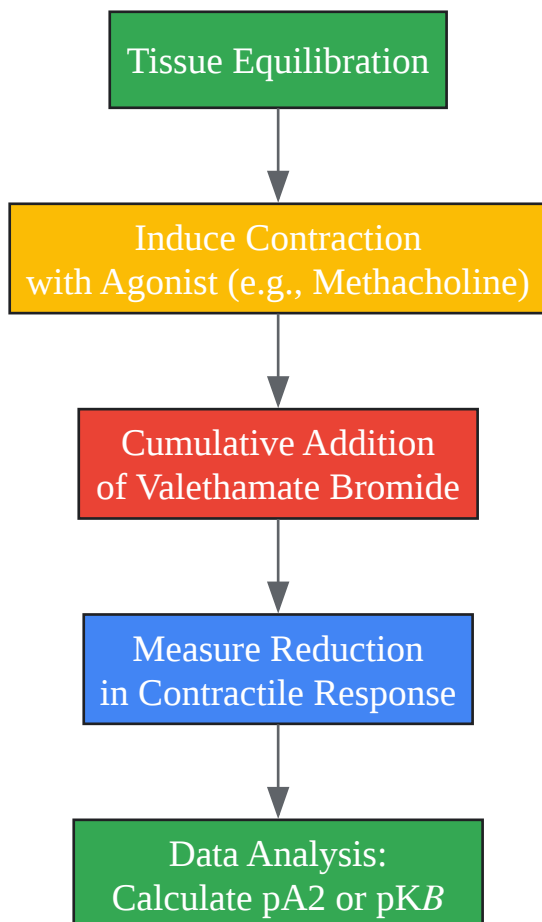 Tissue Equilibration
Induce Contraction
with Agonist (e.g., Methacholine)
Cumulative Addition
of Valethamate Bromide
Measure Reduction
in Contractile Response
Data Analysis:
Calculate pA2 or pKB